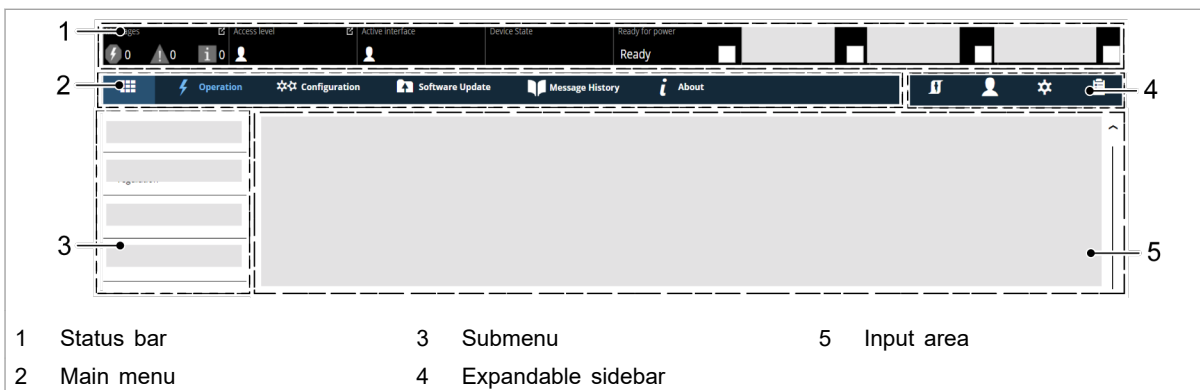 1
Access level
Active interface
Device State
Ready for power
0
0
0
Ready
2
Operation
Configuration
Software Update
Message History
About
4
3
5
1 Status bar
3 Submenu
5 Input area
2 Main menu
4 Expandable sidebar